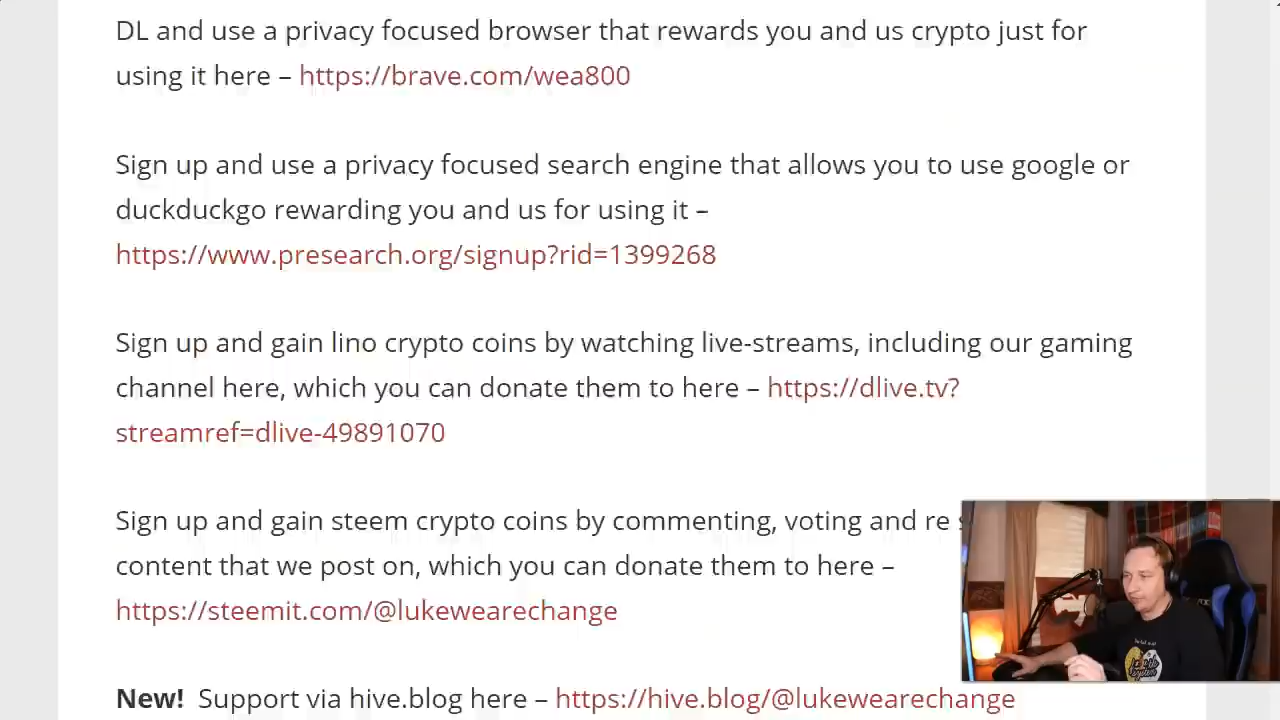 DL and use a privacy focused browser that rewards you and us crypto just for
using it here – https://brave.com/wea800
Sign up and use a privacy focused search engine that allows you to use google or
duckduckgo rewarding you and us for using it –
https://www.presearch.org/signup?rid=1399268
Sign up and gain lino crypto coins by watching live-streams, including our gaming
channel here, which you can donate them to here – https://dlive.tv?
streamref=dlive-49891070
Sign up and gain steem crypto coins by commenting, voting and re
content that we post on, which you can donate them to here –
https://steemit.com/@lukewearechange
New! Support via hive.blog here – https://hive.blog/@lukewearechange